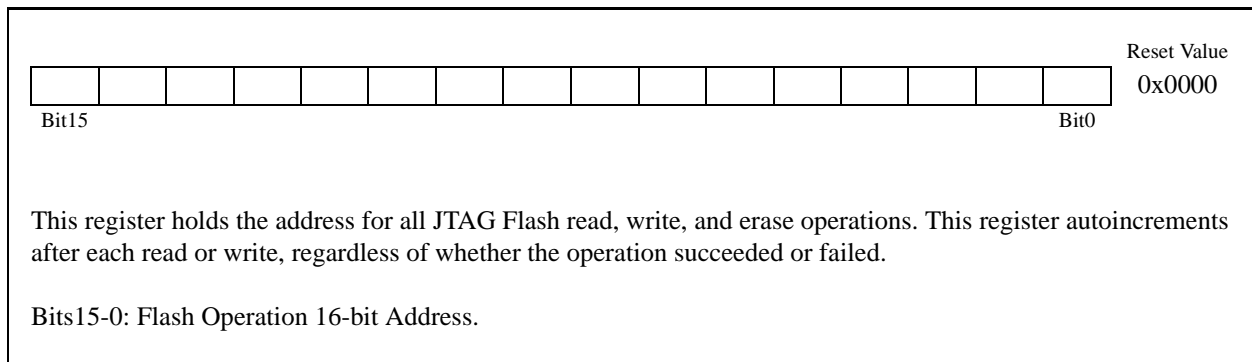 Reset Value
0x0000
Bit15
Bit0
This register holds the address for all JTAG Flash read, write, and erase operations. This register autoincrements
after each read or write, regardless of whether the operation succeeded or failed.
Bits15-0: Flash Operation 16-bit Address.